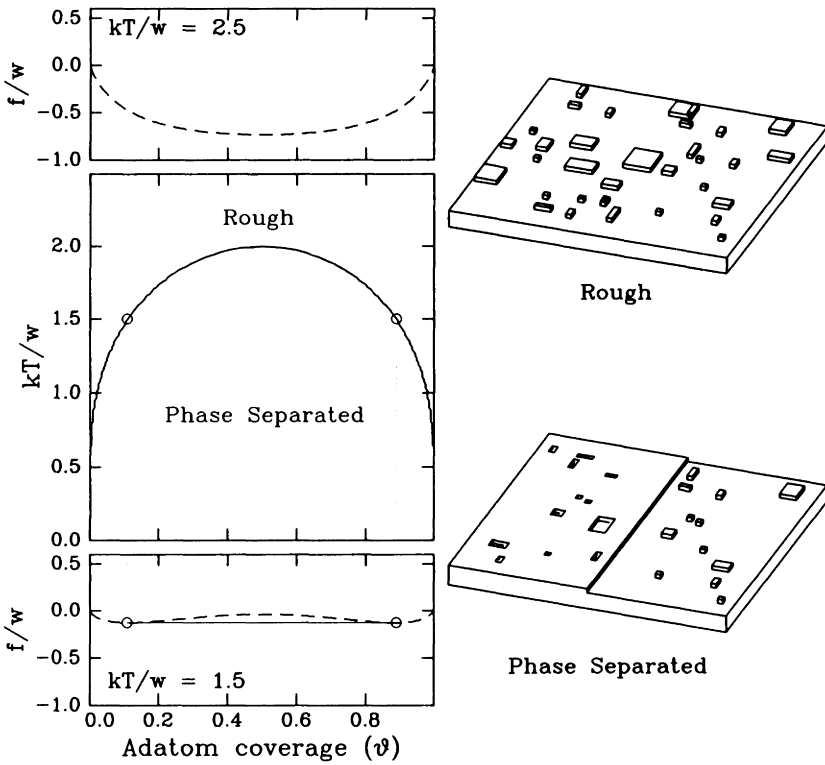 0.5
kT/w = 2.5
0.0
f/w
−0.5
−1.0
Rough
2.0
1.5
kT/w
1.0
Phase Separated
0.5
0.0
0.5
0.0
f/w
−0.5
kT/w = 1.5
−1.0
0.0 0.2 0.4 0.6 0.8
Adatom coverage (ϑ)
Rough
Phase Separated